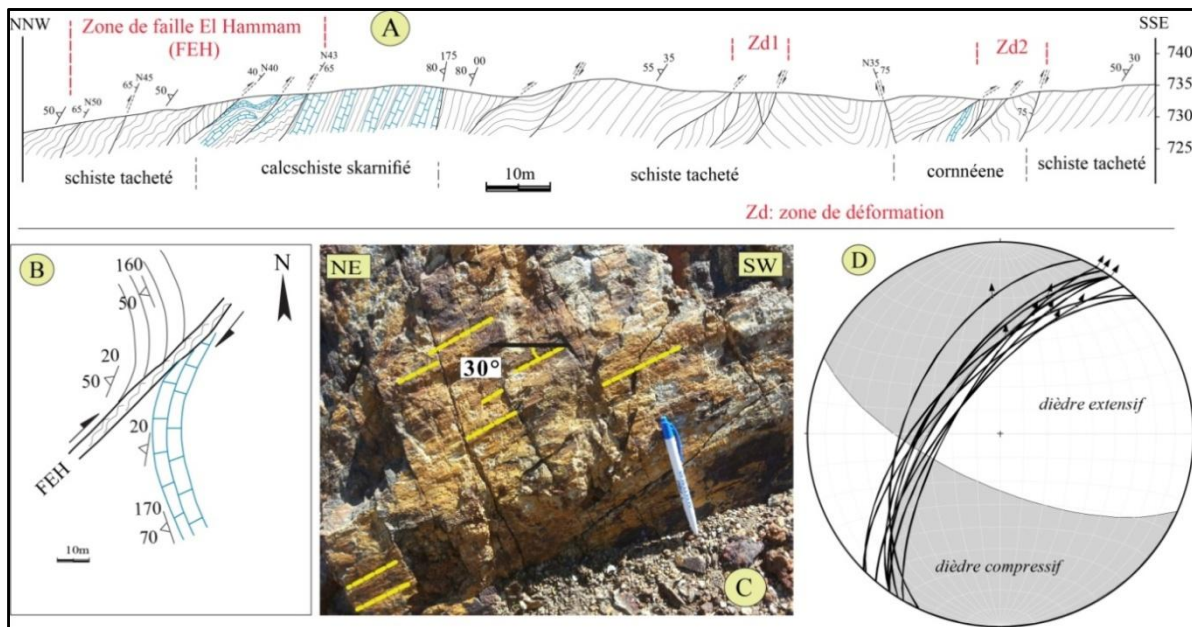 NNW
Zone de faille El Hammam
(FEH)
A
Zd1
Zd2
SSE
50
65
N50
65
N45
50
40
N40
N43
65
175
80
80
00
55
35
N35
75
75
50
30
740
735
730
725
schiste tacheté
calcschiste skarnifié
10m
schiste tacheté
cornnéene
schiste tacheté
Zd: zone de déformation
B
N
160
50
20
50
20
170
70
FEH
10m
NE
SW
30°
C
D
dièdre extensif
dièdre compressif